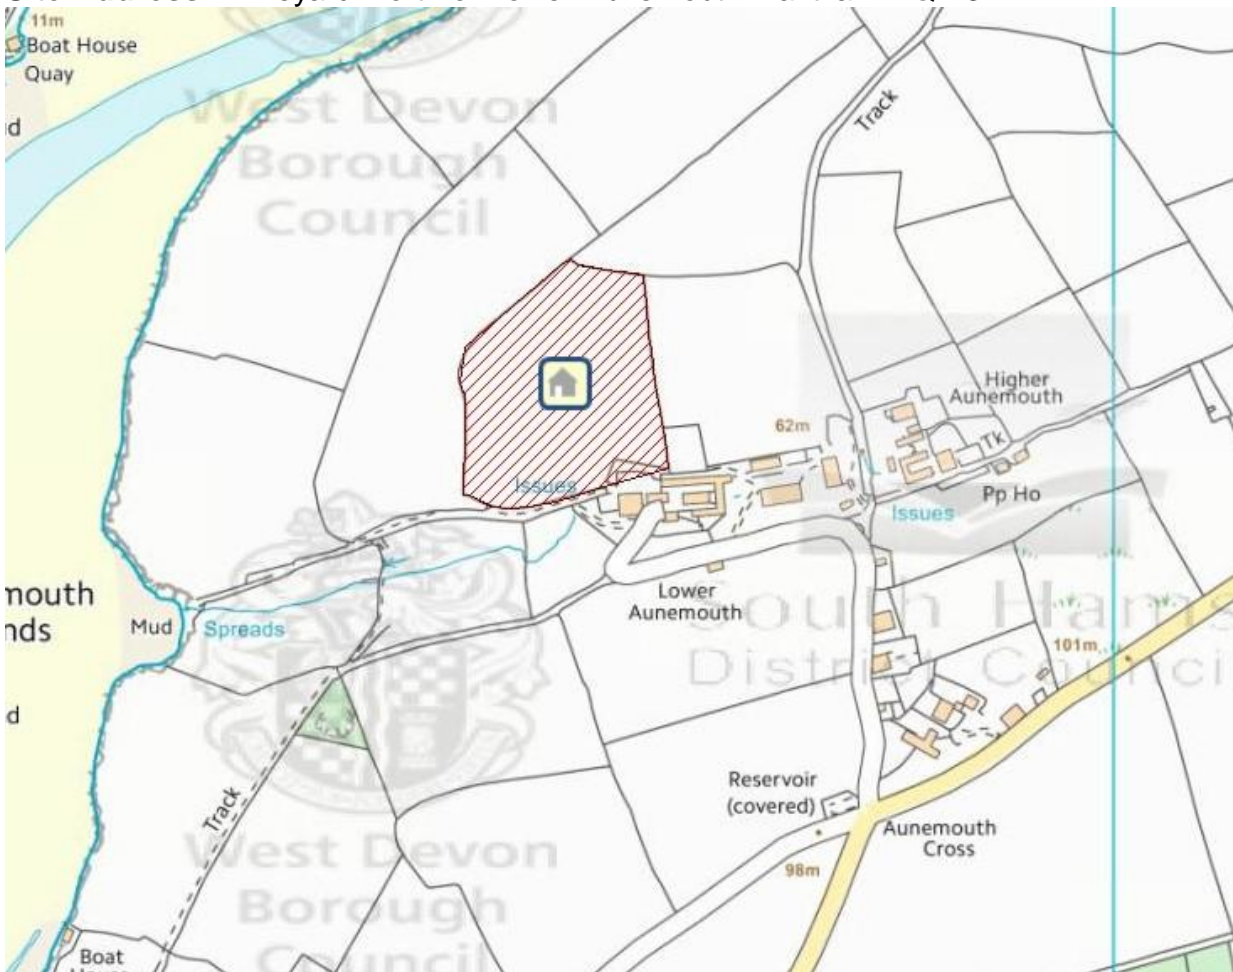 11m
Boat House
Quay
West Devon
Borough
Council
Track
Higher
Aunemouth
62m
Tk
Pp Ho
Issues
Issues
Lower
Aunemouth
mouth
nds
Mud
Spreads
South Hams
District Council
101m
Track
Reservoir
(covered)
Aunemouth
Cross
98m
West Devon
Borough
Council
Boat